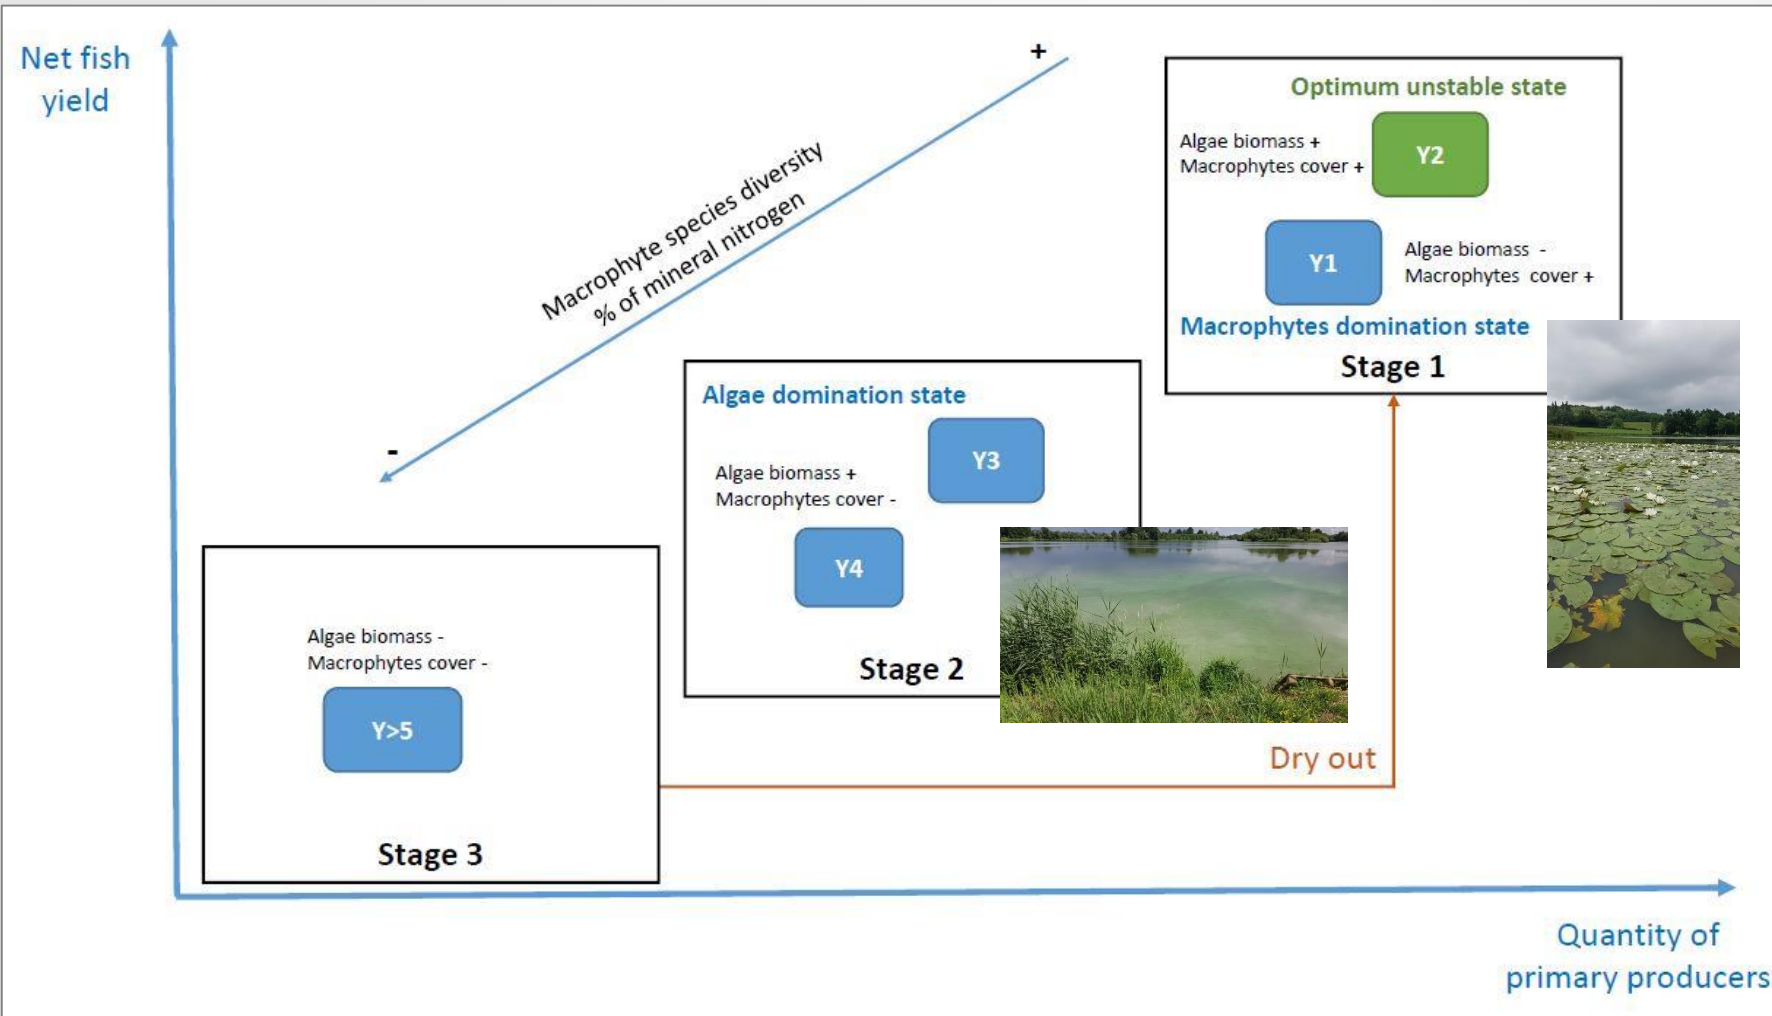 Net fish
yield
+
Macrophyte species diversity
% of mineral nitrogen
-
Optimum unstable state
Algae biomass +
Macrophytes cover +
Y2
Y1
Algae biomass -
Macrophytes cover +
Macrophytes domination state
Stage 1
Algae domination state
Y3
Algae biomass +
Macrophytes cover -
Y4
Stage 2
Algae biomass -
Macrophytes cover -
Y>5
Stage 3
Dry out
Quantity of
primary producers